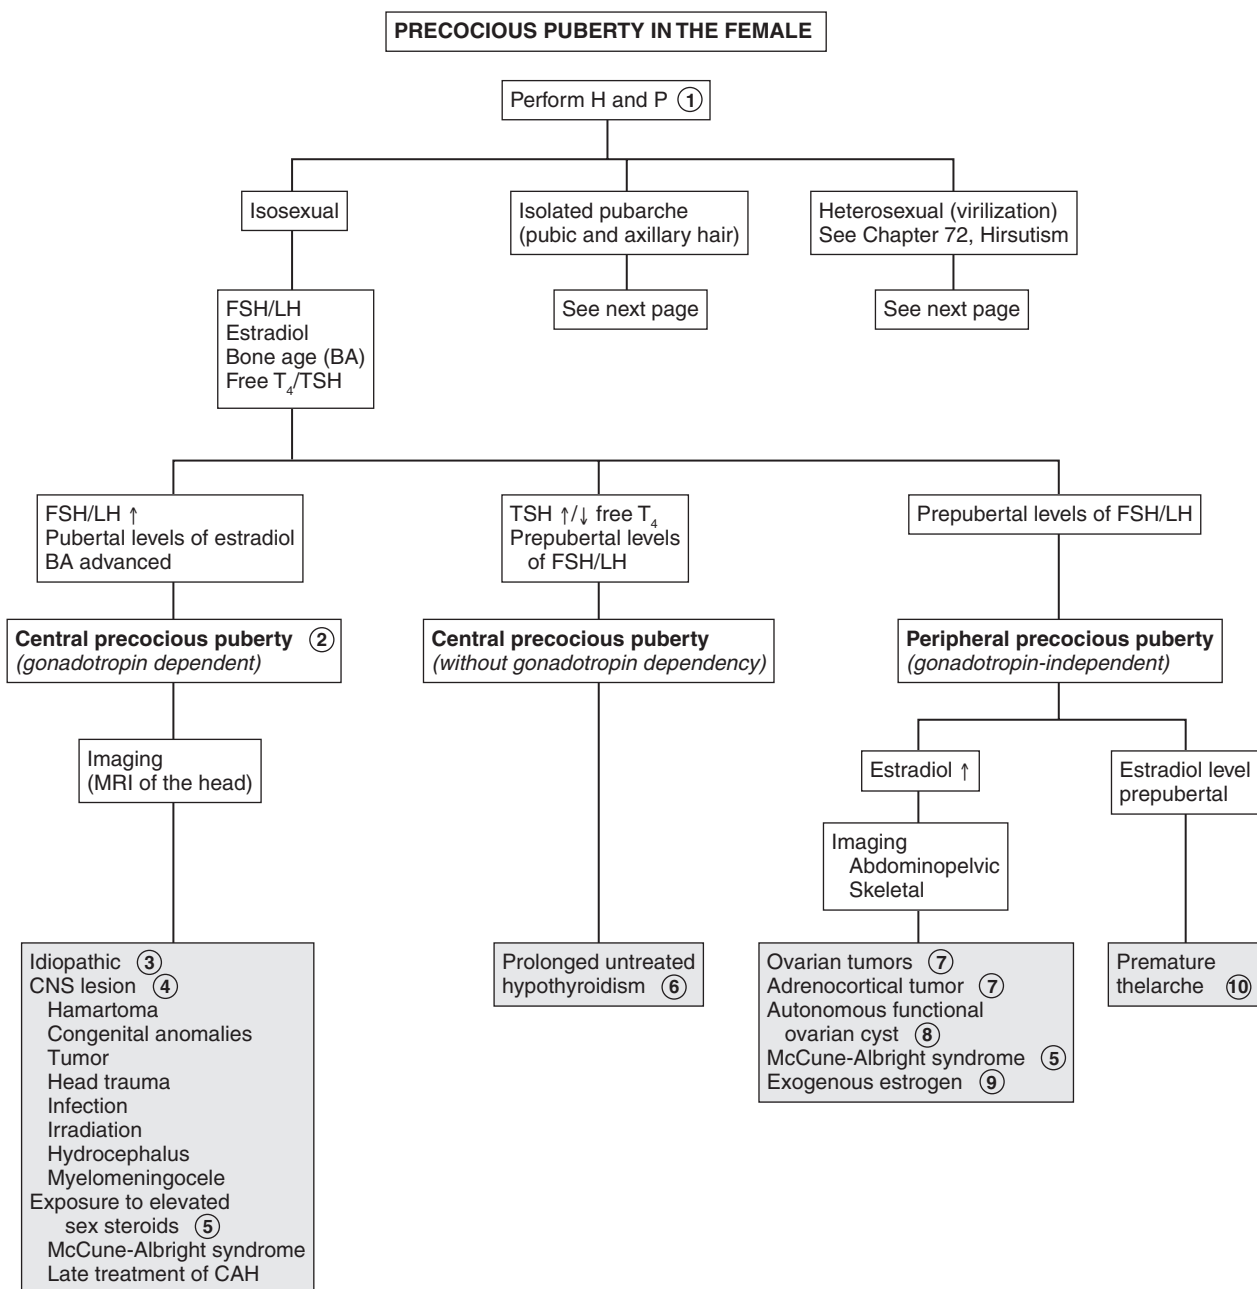 PRECOCIOUS PUBERTY IN THE FEMALE
Perform H and P ①
Isosexual
Isolated pubarche
(pubic and axillary hair)
Heterosexual (virilization)
See Chapter 72, Hirsutism
FSH/LH
Estradiol
Bone age (BA)
Free T₄/TSH
See next page
See next page
FSH/LH ↑
Pubertal levels of estradiol
BA advanced
TSH ↑/↓ free T₄
Prepubertal levels
of FSH/LH
Prepubertal levels of FSH/LH
Central precocious puberty ②
(gonadotropin dependent)
Central precocious puberty
(without gonadotropin dependency)
Peripheral precocious puberty
(gonadotropin-independent)
Imaging
(MRI of the head)
Estradiol ↑
Estradiol level
prepubertal
Imaging
Abdominopelvic
Skeletal
Idiopathic ③
CNS lesion ④
Hamartoma
Congenital anomalies
Tumor
Head trauma
Infection
Irradiation
Hydrocephalus
Myelomeningocele
Exposure to elevated
sex steroids ⑤
McCune-Albright syndrome
Late treatment of CAH
Prolonged untreated
hypothyroidism ⑥
Ovarian tumors ⑦
Adrenocortical tumor ⑦
Autonomous functional
ovarian cyst ⑧
McCune-Albright syndrome ⑤
Exogenous estrogen ⑨
Premature
thelarche ⑩